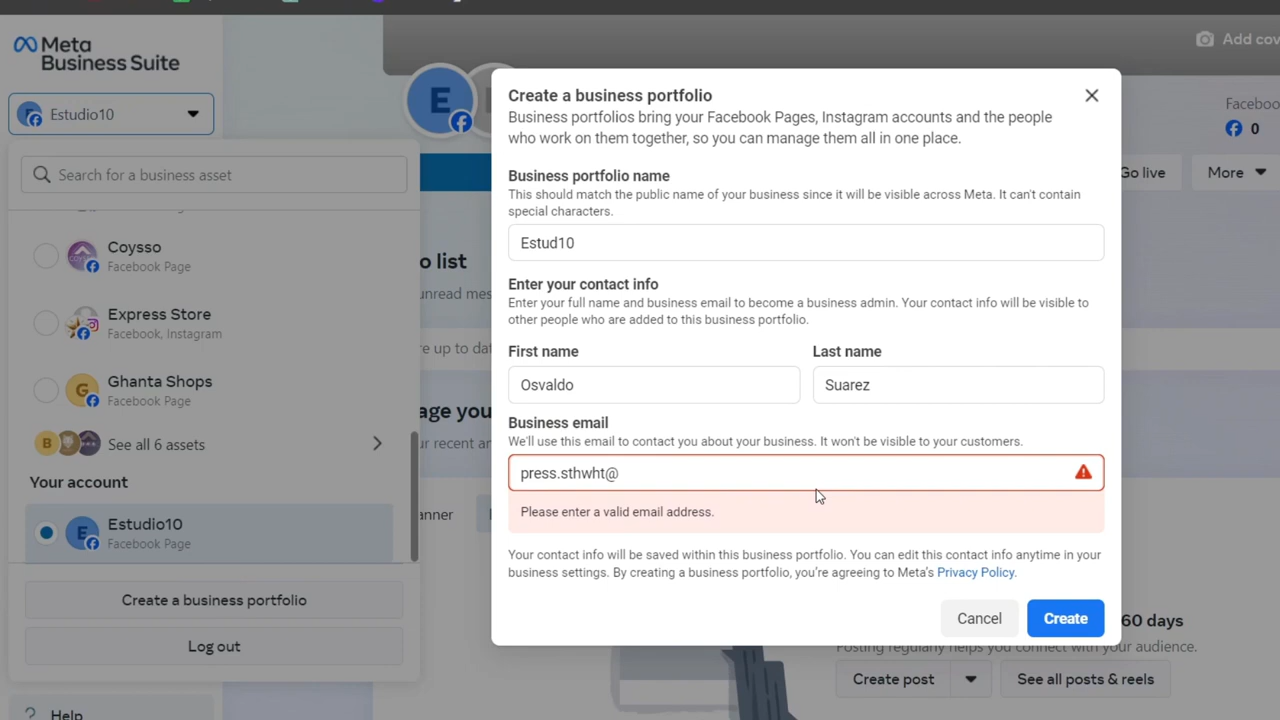 Meta
Business Suite
Add cov
Estudio10
E
Create a business portfolio
Business portfolios bring your Facebook Pages, Instagram accounts and the people
who work on them together, so you can manage them all in one place.
Faceboo
0
Search for a business asset
Go live
More
Business portfolio name
This should match the public name of your business since it will be visible across Meta. It can't contain
special characters.
Estud10
Coysso
Facebook Page
o list
unread mes
Enter your contact info
Enter your full name and business email to become a business admin. Your contact info will be visible to
other people who are added to this business portfolio.
Express Store
Facebook, Instagram
re up to dat
First name
Last name
Osvaldo
Suarez
G
Ghanta Shops
Facebook Page
age you
ur recent an
Business email
We'll use this email to contact you about your business. It won't be visible to your customers.
press.sthwht@
Please enter a valid email address.
B
See all 6 assets
Your account
E
Estudio10
Facebook Page
anner
Your contact info will be saved within this business portfolio. You can edit this contact info anytime in your
business settings. By creating a business portfolio, you're agreeing to Meta's Privacy Policy.
Create a business portfolio
Log out
Cancel
Create
60 days
Posting regularly helps you connect with your audience.
Create post
See all posts & reels
Help